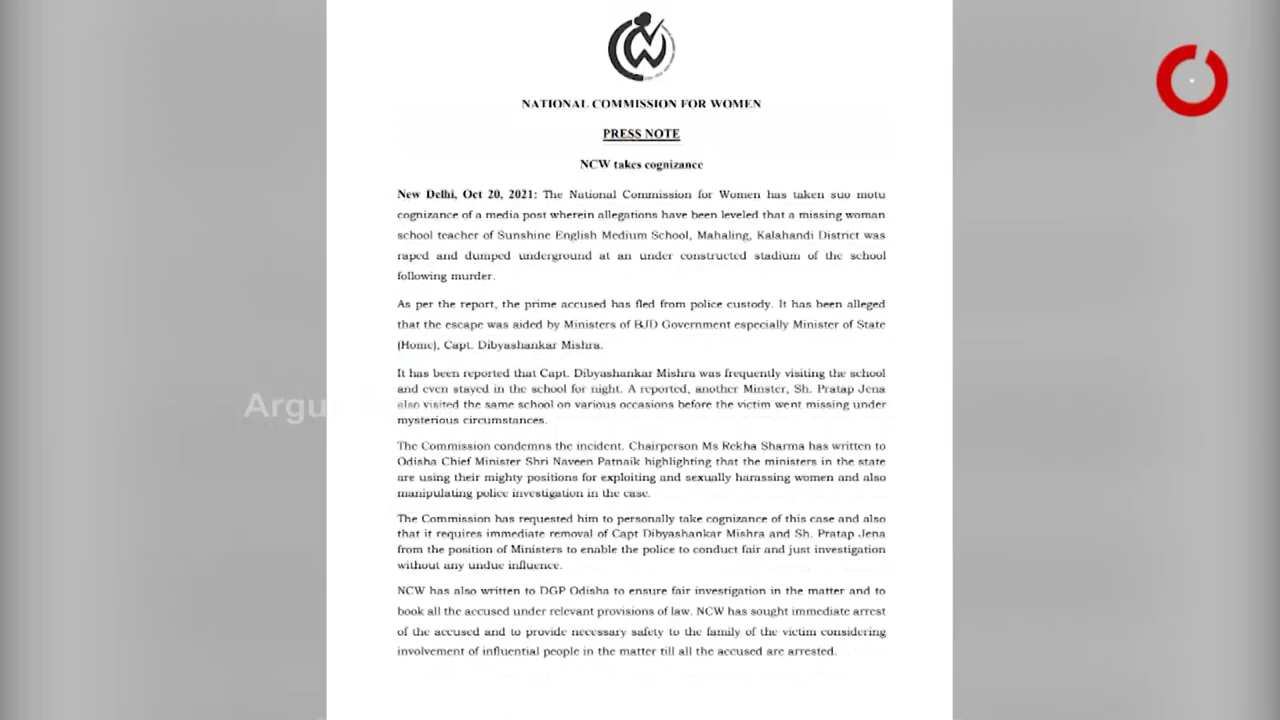 NATIONAL COMMISSION FOR WOMEN
PRESS NOTE
NCW takes cognizance
New Delhi, Oct 20, 2021: The National Commission for Women has taken suo motu
cognizance of a media post wherein allegations have been leveled that a missing woman
school teacher of Sunshine English Medium School, Mahaling, Kalahandi District was
raped and dumped underground at an under constructed stadium of the school
following murder.
As per the report, the prime accused has fled from police custody. It has been alleged
that the escape was aided by Ministers of BJD Government especially Minister of State
(Home), Capt. Dibyashankar Mishra.
It has been reported that Capt. Dibyashankar Mishra was frequently visiting the school
and even stayed in the school for night. A reported, another Minster, Sh. Pratap Jena
also visited the same school on various occasions before the victim went missing under
mysterious circumstances.
The Commission condemns the incident. Chairperson Ms Rekha Sharma has written to
Odisha Chief Minister Shri Naveen Patnaik highlighting that the ministers in the state
are using their mighty positions for exploiting and sexually harassing women and also
manipulating police investigation in the case.
The Commission has requested him to personally take cognizance of this case and also
that it requires immediate removal of Capt Dibyashankar Mishra and Sh. Pratap Jena
from the position of Ministers to enable the police to conduct fair and just investigation
without any undue influence.
NCW has also written to DGP Odisha to ensure fair investigation in the matter and to
book all the accused under relevant provisions of law. NCW has sought immediate arrest
of the accused and to provide necessary safety to the family of the victim considering
involvement of influential people in the matter till all the accused are arrested.